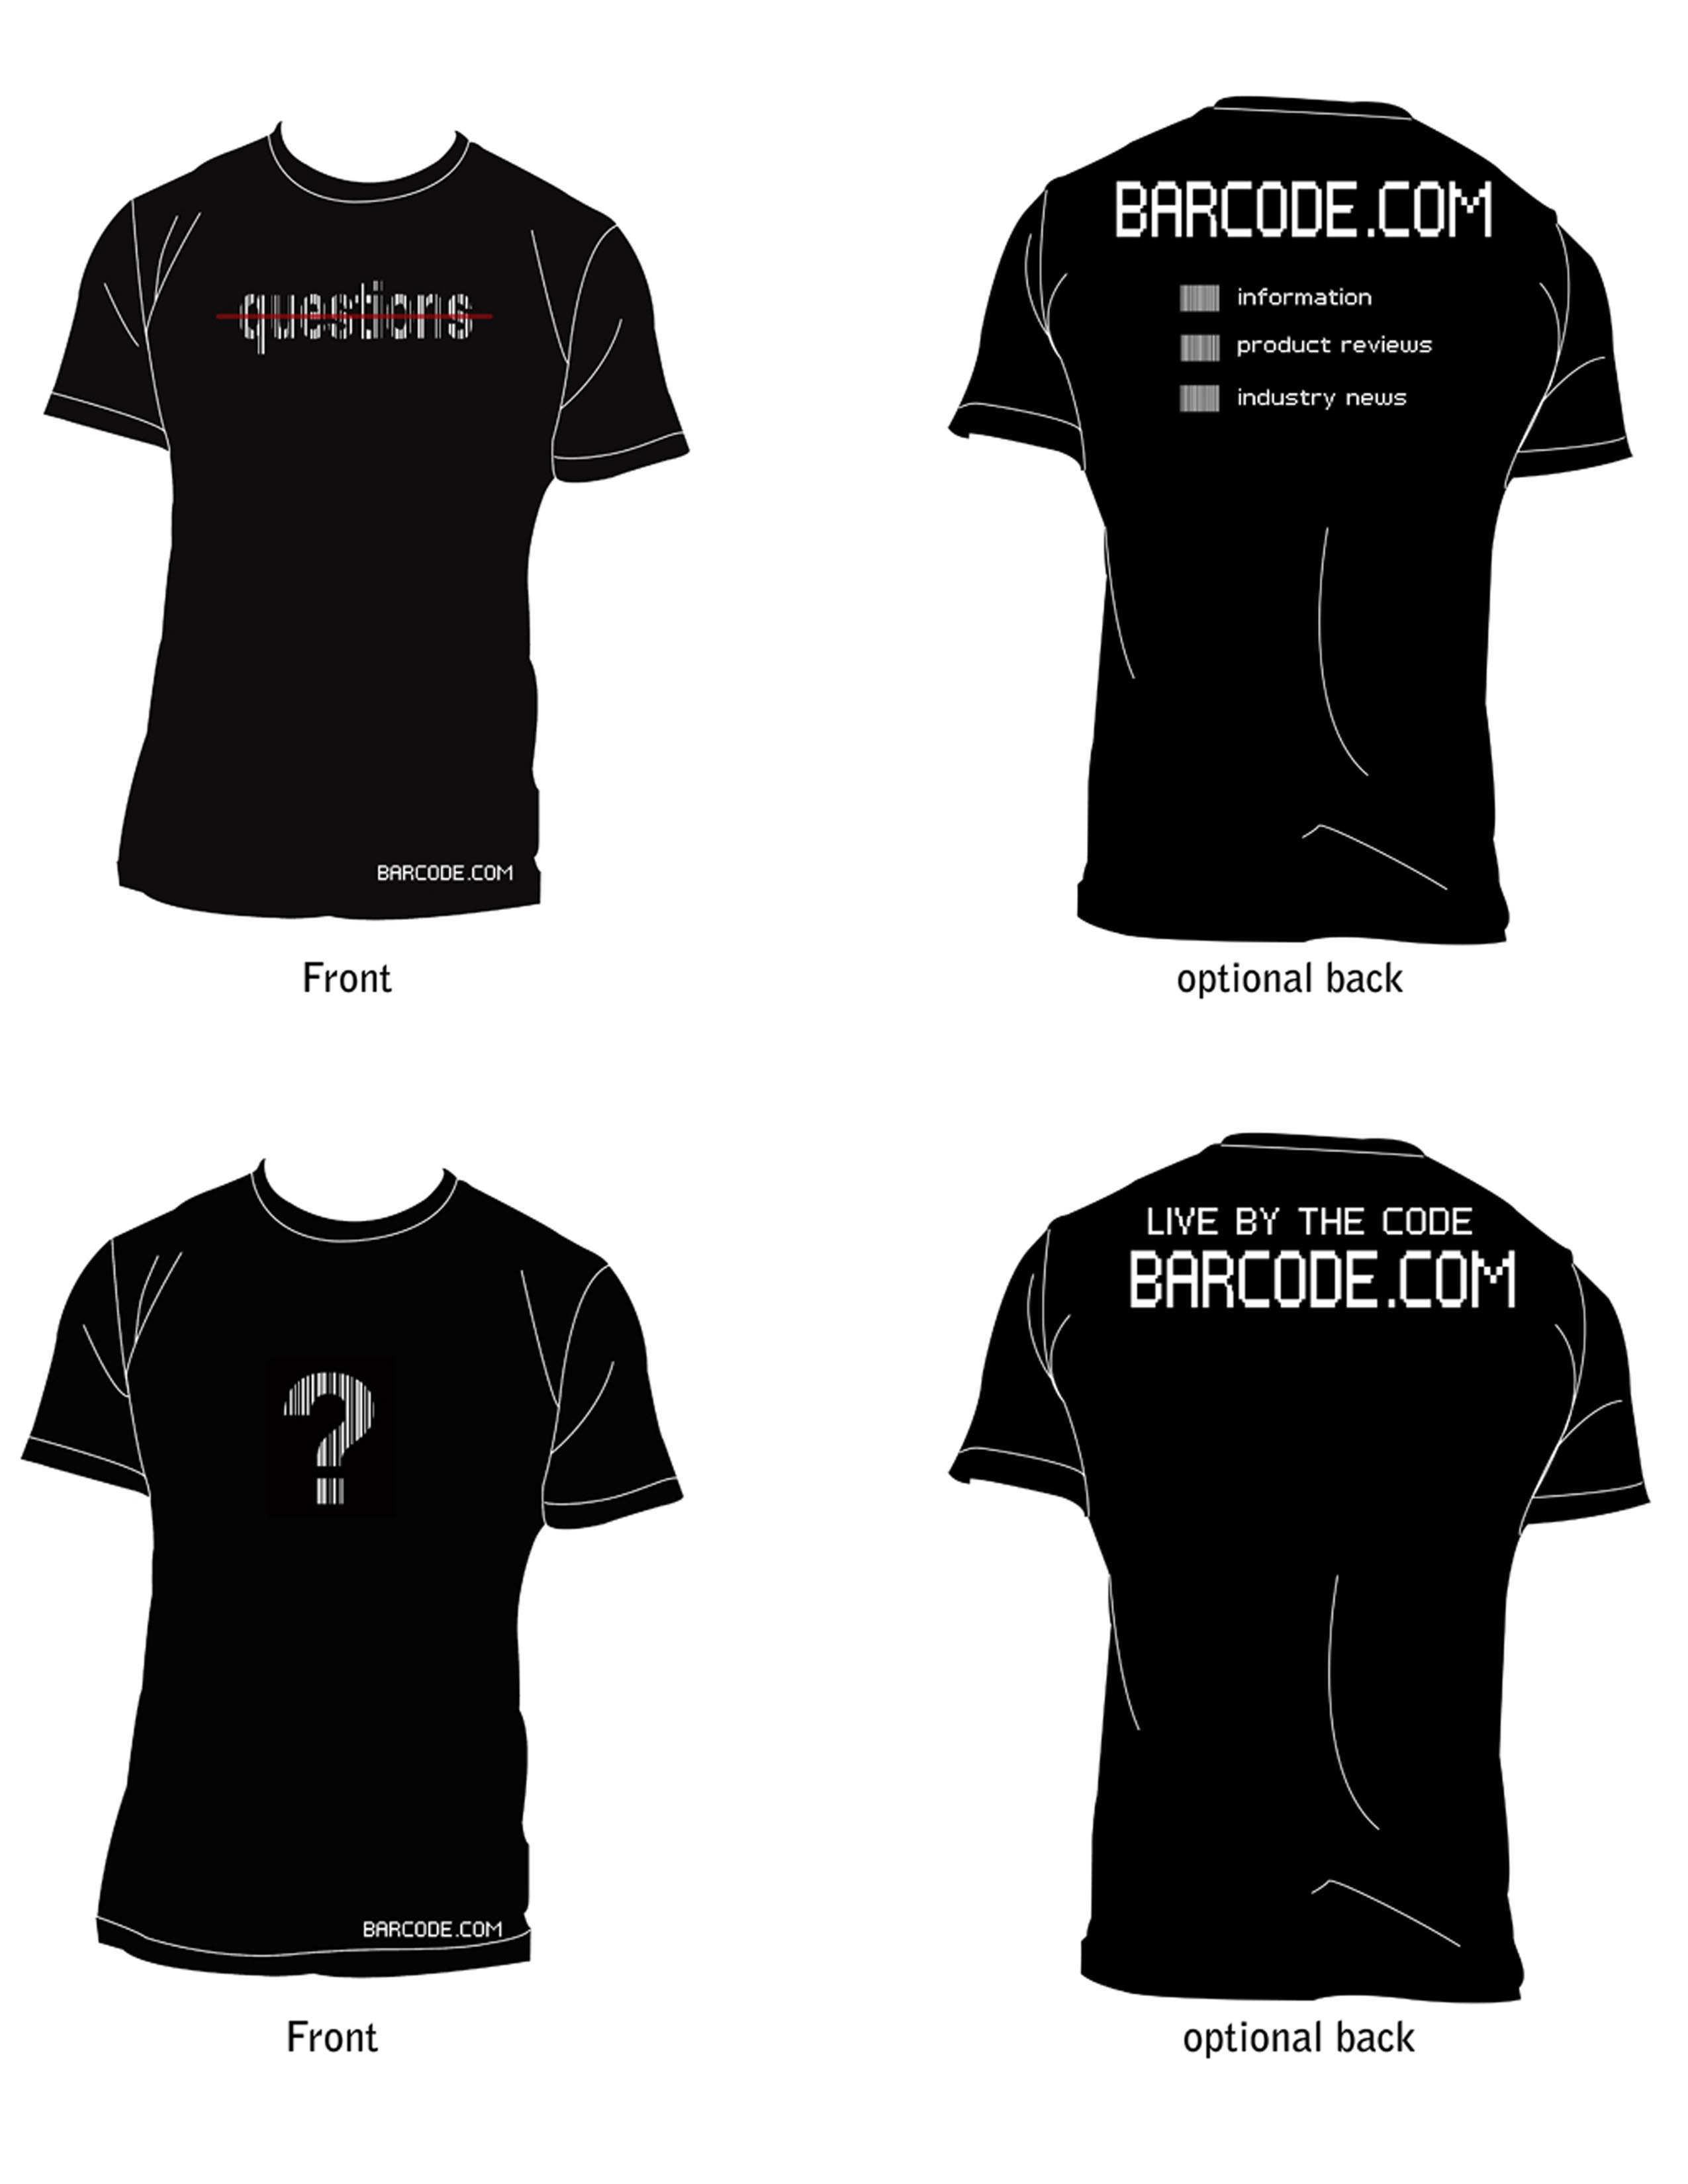 questions
BARCODE.COM
Front
BARCODE.COM
information
product reviews
industry news
optional back
?
BARCODE.COM
Front
LIVE BY THE CODE
BARCODE.COM
optional back